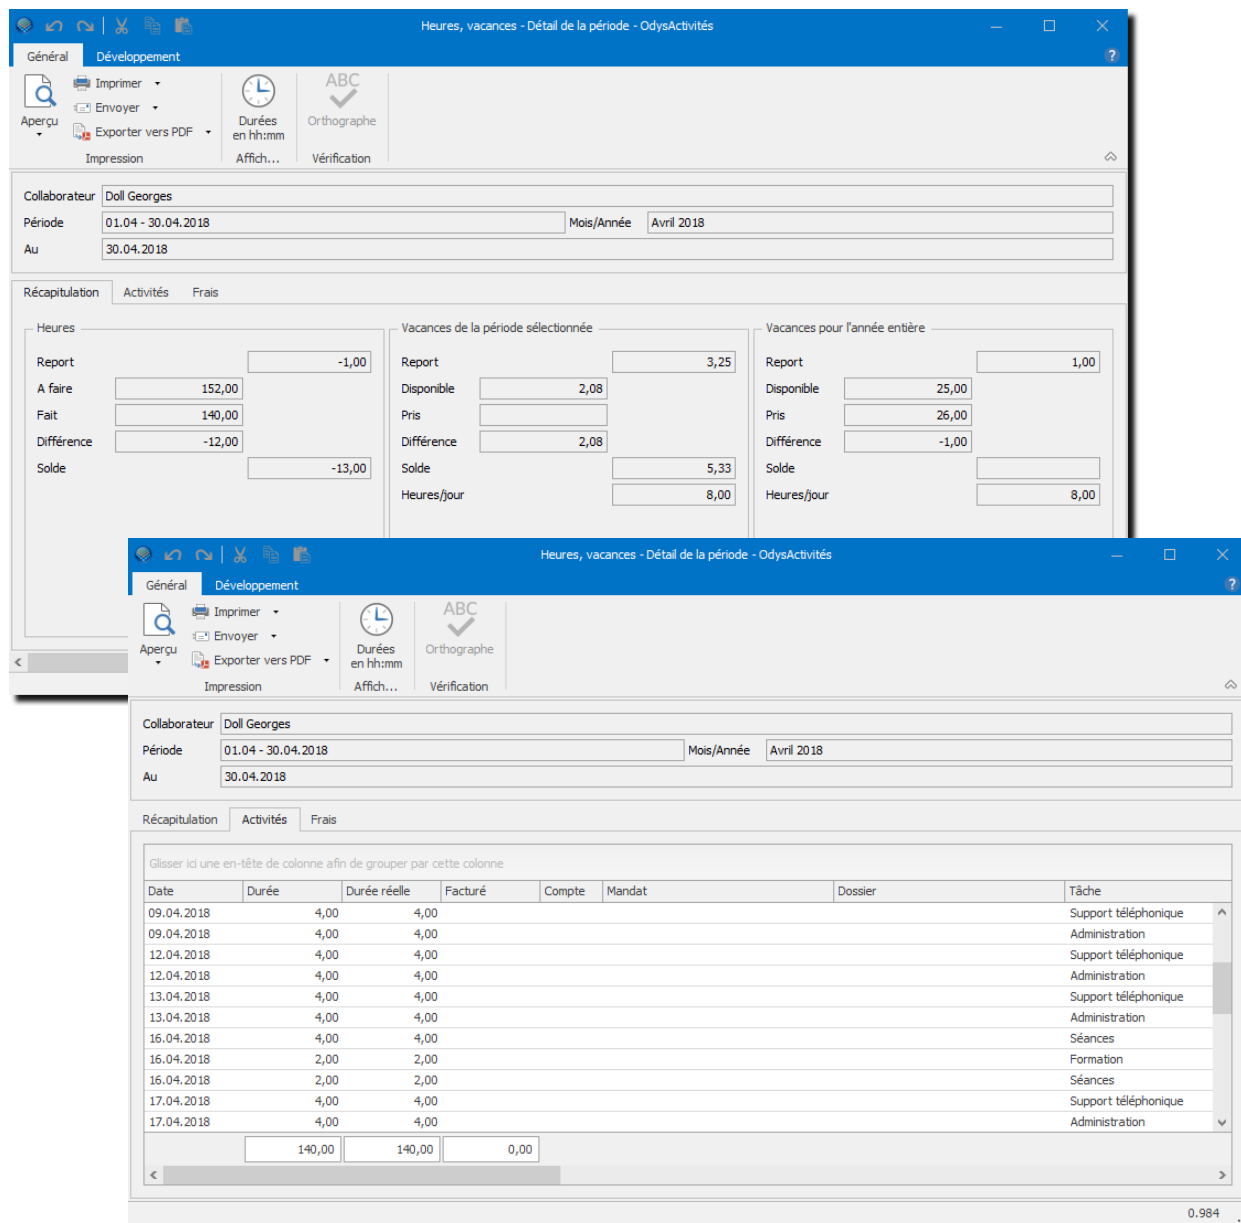 Heures, vacances - Détail de la période - OdysActivités
Général Développement
Imprimer
Envoyer
Exporter vers PDF
Aperçu
Durées
en hh:mm
ABC
Orthographe
Impression Affich... Vérification
Collaborateur Doll Georges
Période 01.04 - 30.04.2018 Mois/Année Avril 2018
Au 30.04.2018
Récapitulation Activités Frais
Heures Vacances de la période sélectionnée Vacances pour l'année entière
Report -1,00 Report 3,25 Report 1,00
A faire 152,00 Disponible 2,08 Disponible 25,00
Fait 140,00 Pris Pris 26,00
Différence -12,00 Différence 2,08 Différence -1,00
Solde -13,00 Solde 5,33 Solde
Heures/jour 8,00 Heures/jour 8,00
Heures, vacances - Détail de la période - OdysActivités
Général Développement
Imprimer
Envoyer
Exporter vers PDF
Aperçu
Durées
en hh:mm
ABC
Orthographe
Impression Affich... Vérification
Collaborateur Doll Georges
Période 01.04 - 30.04.2018 Mois/Année Avril 2018
Au 30.04.2018
Récapitulation Activités Frais
Glisser ici une en-tête de colonne afin de grouper par cette colonne
Date Durée Durée réelle Facturé Compte Mandat Dossier Tâche
09.04.2018 4,00 4,00 Support téléphonique
09.04.2018 4,00 4,00 Administration
12.04.2018 4,00 4,00 Support téléphonique
12.04.2018 4,00 4,00 Administration
13.04.2018 4,00 4,00 Support téléphonique
13.04.2018 4,00 4,00 Administration
16.04.2018 4,00 4,00 Séances
16.04.2018 2,00 2,00 Formation
16.04.2018 2,00 2,00 Séances
17.04.2018 4,00 4,00 Support téléphonique
17.04.2018 4,00 4,00 Administration
140,00 140,00 0,00
0.984